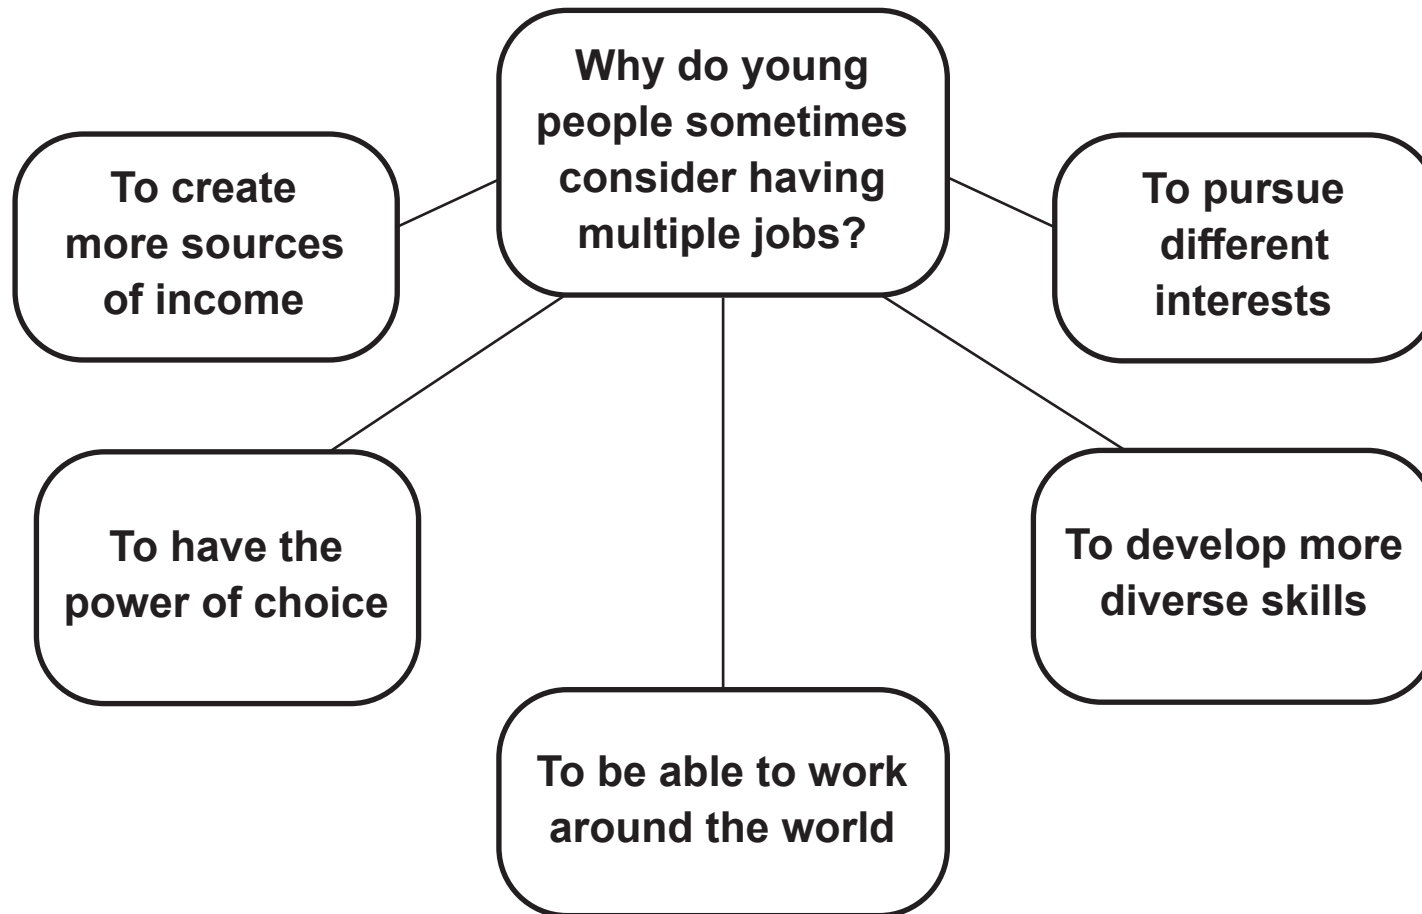 Why do young
people sometimes
consider having
multiple jobs?
To create
more sources
of income
To pursue
different
interests
To have the
power of choice
To develop more
diverse skills
To be able to work
around the world